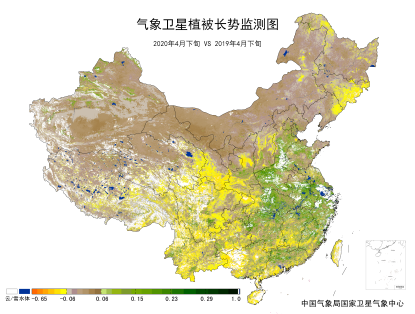 气象卫星植被长势监测图
2020年4月下旬 VS 2019年4月下旬
云/雪水体 -0.65 -0.06 0.06 0.15 0.23 0.29 1.0
中国气象局国家卫星气象中心